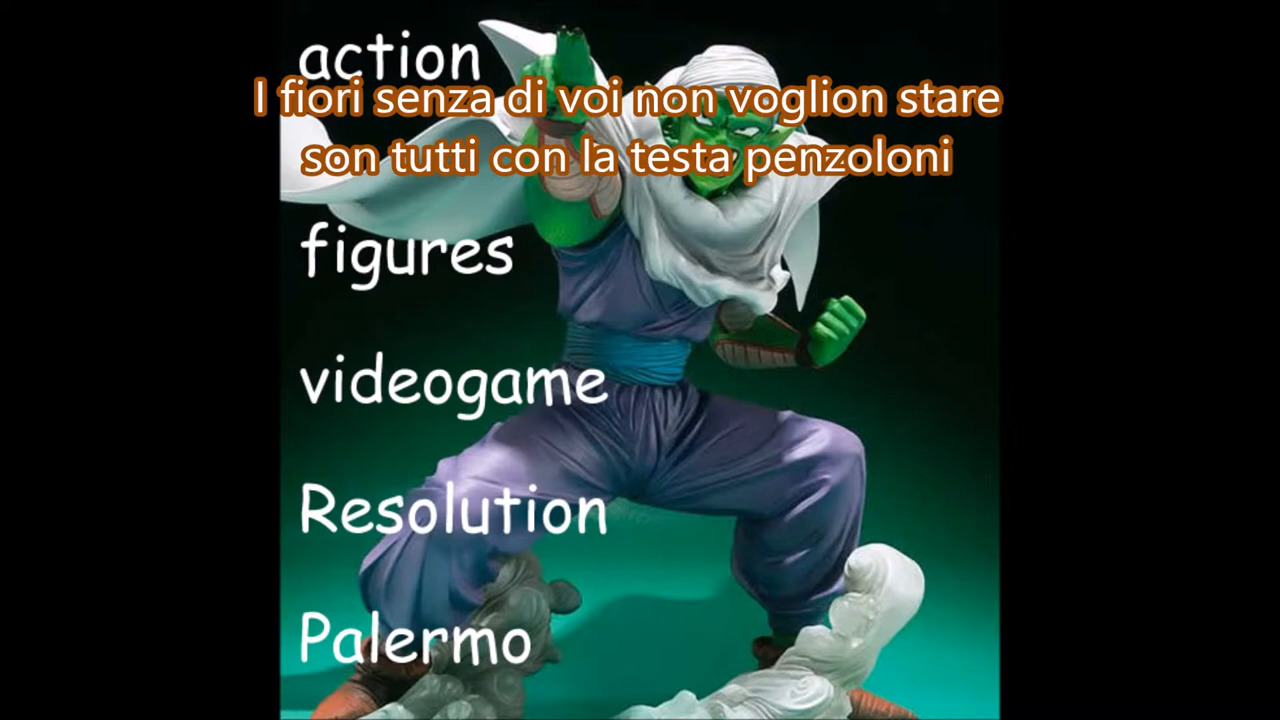 action
I fiori senza di voi non voglion stare
son tutti con la testa penzoloni
figures
videogame
Resolution
Palermo